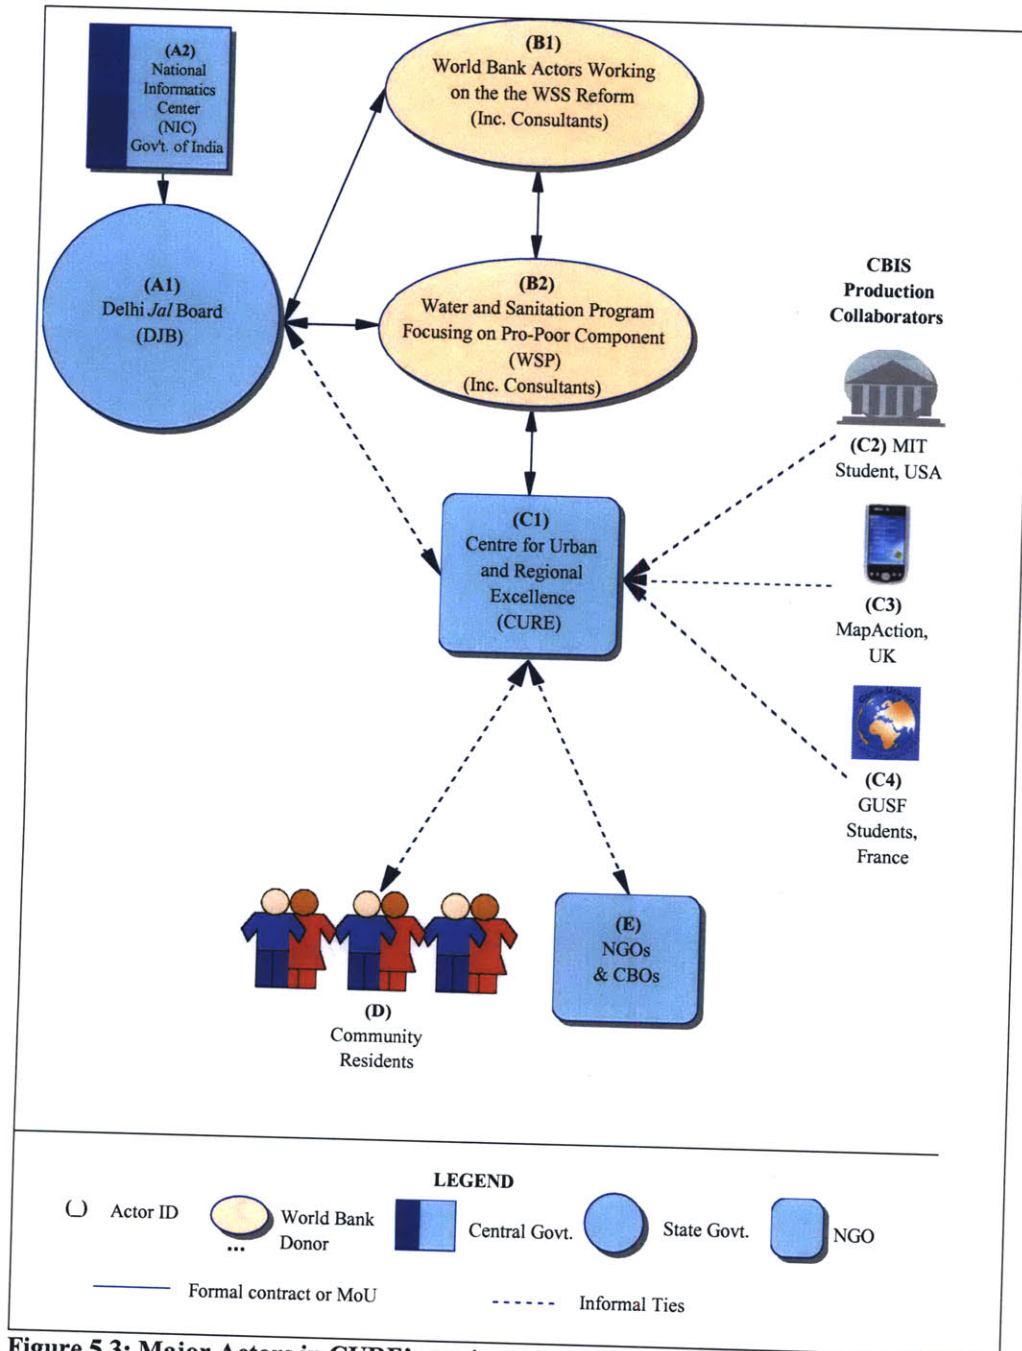 (A2)
National
Informatics
Center
(NIC)
Gov't. of India
(B1)
World Bank Actors Working
on the the WSS Reform
(Inc. Consultants)
(A1)
Delhi Jal Board
(DJB)
(B2)
Water and Sanitation Program
Focusing on Pro-Poor Component
(WSP)
(Inc. Consultants)
CBIS
Production
Collaborators
(C2) MIT
Student, USA
(C1)
Centre for Urban
and Regional
Excellence
(CURE)
(C3)
MapAction,
UK
(C4)
GUSF
Students,
France
(D)
Community
Residents
(E)
NGOs
& CBOs
LEGEND
(_) Actor ID
World Bank
Donor
...
Central Govt.
State Govt.
NGO
Formal contract or MoU
Informal Ties
Figure 5.3: Major Actors in